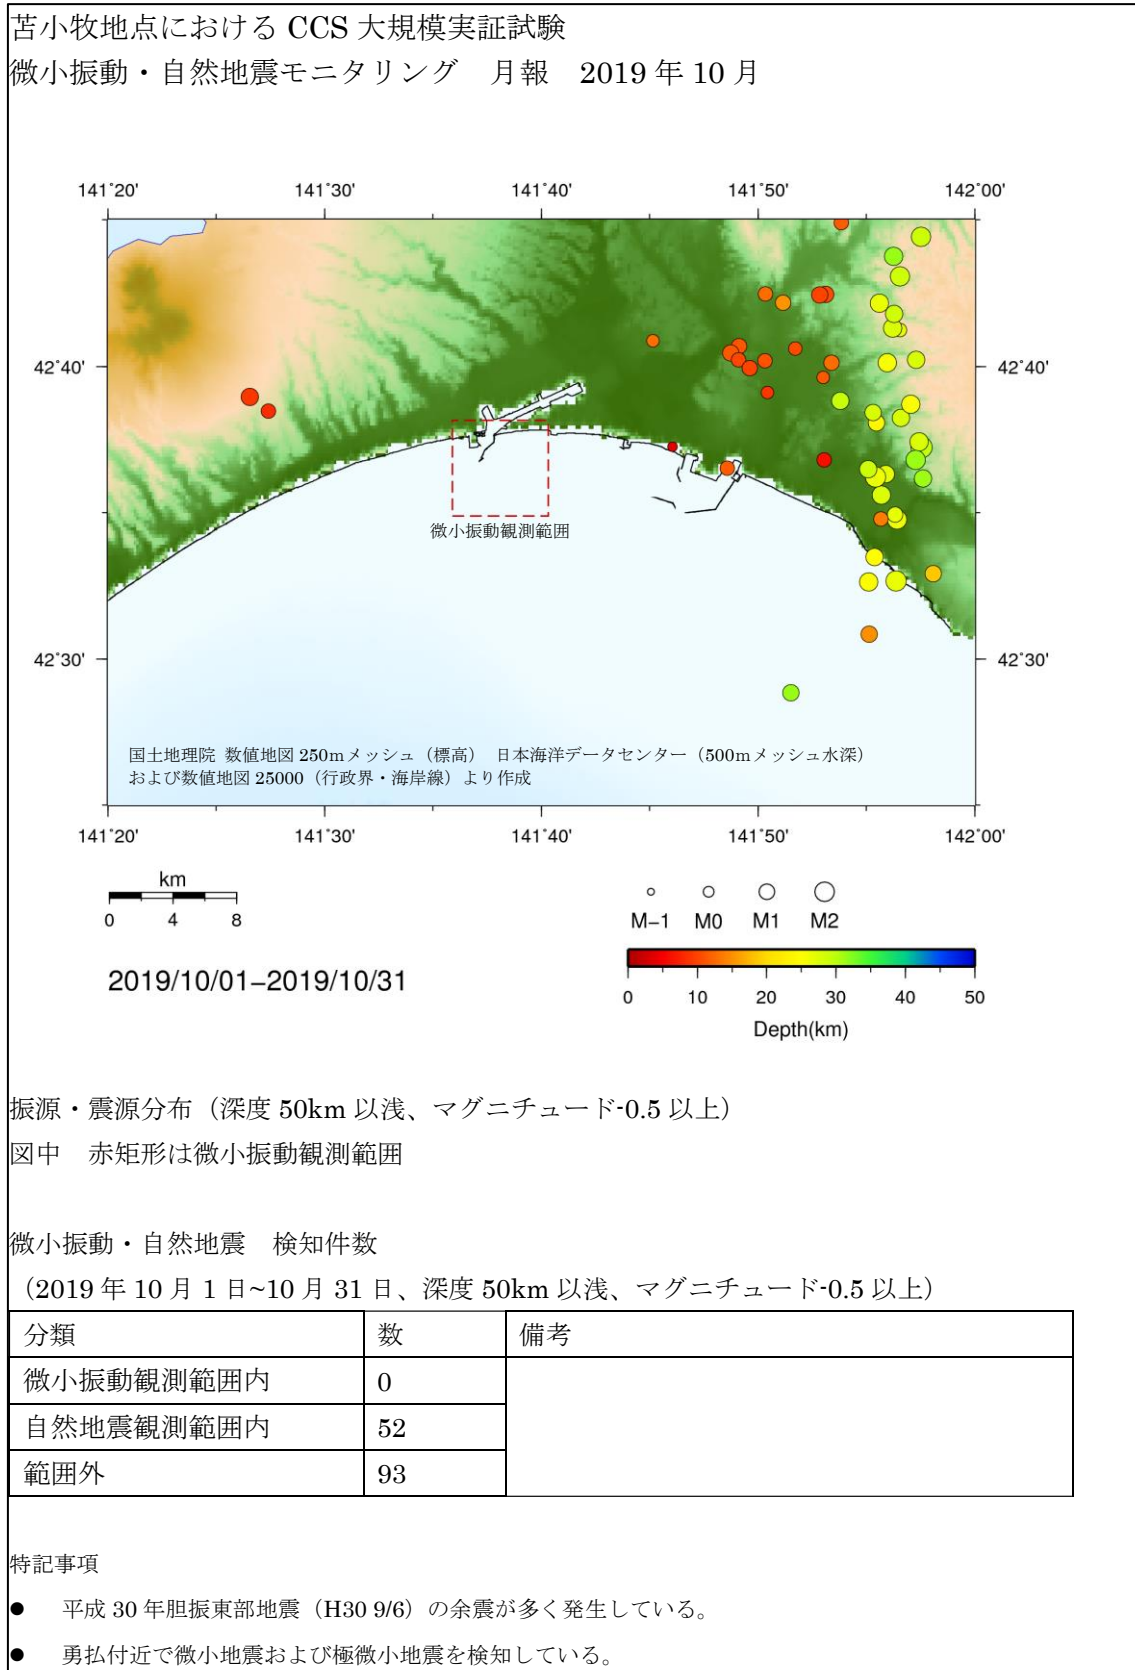 苫小牧地点における CCS 大規模実証試験
微小振動・自然地震モニタリング　月報　2019 年 10 月
141˚20' 141˚30' 141˚40' 141˚50' 142˚00'
42˚40' 42˚40'
微小振動観測範囲
42˚30' 42˚30'
国土地理院 数値地図 250mメッシュ（標高） 日本海洋データセンター（500mメッシュ水深）
および数値地図 25000（行政界・海岸線）より作成
141˚20' 141˚30' 141˚40' 141˚50' 142˚00'
km
0 4 8
M−1 M0 M1 M2
2019/10/01−2019/10/31
0 10 20 30 40 50
Depth(km)
振源・震源分布（深度 50km 以浅、マグニチュード-0.5 以上）
図中　赤矩形は微小振動観測範囲
微小振動・自然地震　検知件数
（2019 年 10 月 1 日~10 月 31 日、深度 50km 以浅、マグニチュード-0.5 以上）
分類 数 備考
微小振動観測範囲内 0
自然地震観測範囲内 52
範囲外 93
特記事項
● 平成 30 年胆振東部地震（H30 9/6）の余震が多く発生している。
● 勇払付近で微小地震および極微小地震を検知している。